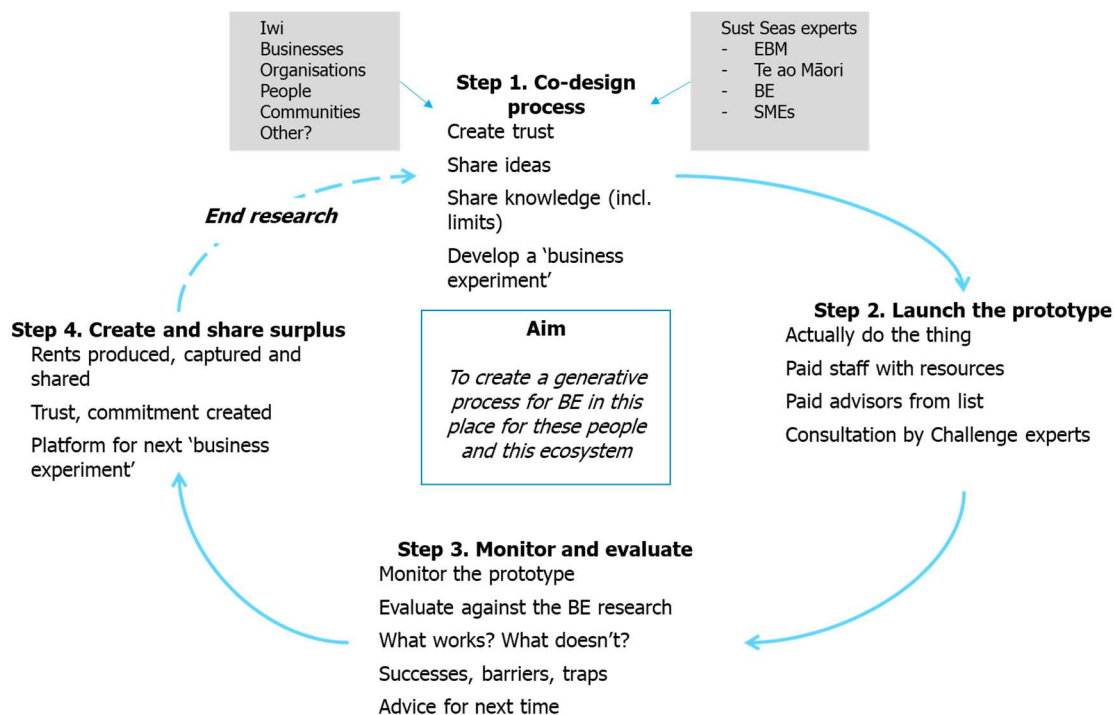 Iwi
Businesses
Organisations
People
Communities
Other?
Sust Seas experts
- EBM
- Te ao Māori
- BE
- SMEs
Step 1. Co-design
process
Create trust
Share ideas
Share knowledge (incl.
limits)
Develop a ‘business
experiment’
End research
Step 2. Launch the prototype
Actually do the thing
Paid staff with resources
Paid advisors from list
Consultation by Challenge experts
Step 4. Create and share surplus
Rents produced, captured and
shared
Trust, commitment created
Platform for next ‘business
experiment’
Aim
To create a generative
process for BE in this
place for these people
and this ecosystem
Step 3. Monitor and evaluate
Monitor the prototype
Evaluate against the BE research
What works? What doesn’t?
Successes, barriers, traps
Advice for next time